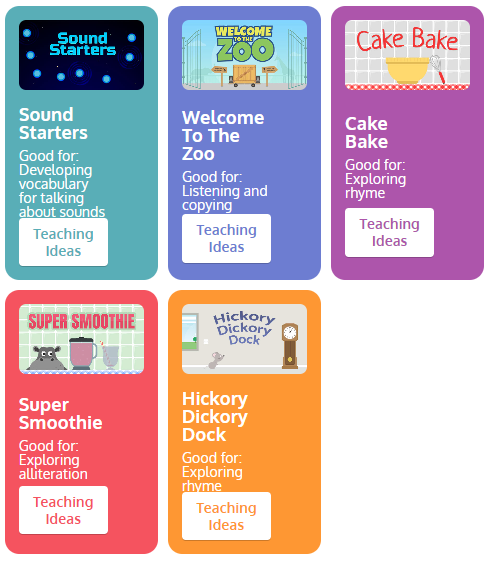 Sound
Starters
Sound
Starters
Good for:
Developing
vocabulary
for talking
about sounds
Teaching
Ideas
WELCOME
TO THE
ZOO
Welcome
To The
Zoo
Good for:
Listening and
copying
Teaching
Ideas
Cake Bake
Cake
Bake
Good for:
Exploring
rhyme
Teaching
Ideas
SUPER SMOOTHIE
Super
Smoothie
Good for:
Exploring
alliteration
Teaching
Ideas
Hickory
Dickory
Dock
Hickory
Dickory
Dock
Good for:
Exploring
rhyme
Teaching
Ideas